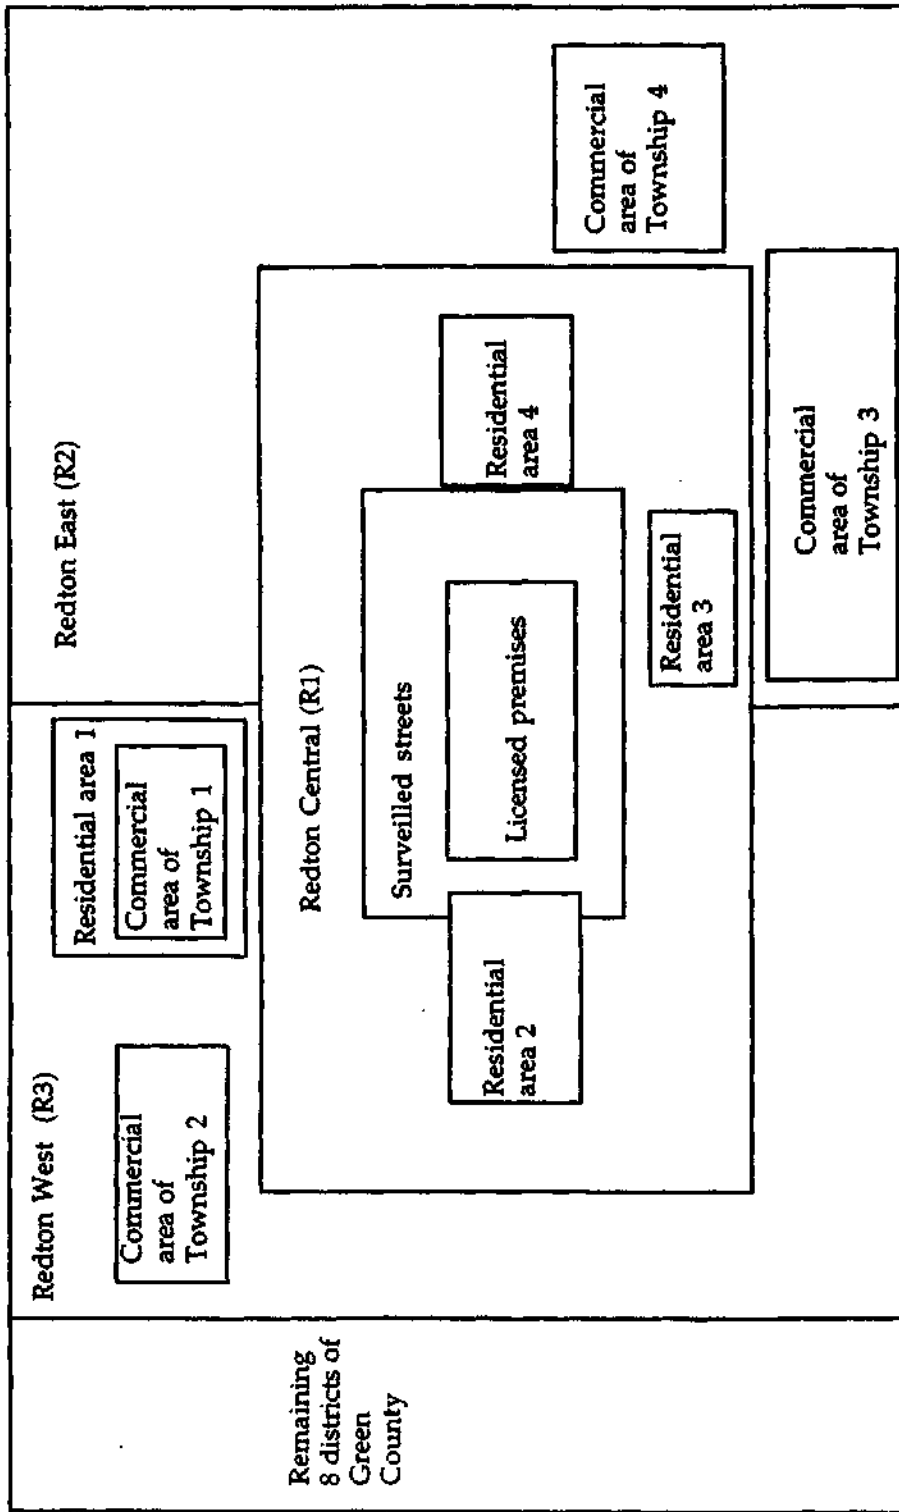 Remaining
8 districts of
Green
County
Redton West (R3)
Redton East (R2)
Commercial
area of
Township 2
Residential area 1
Commercial
area of
Township 1
Redton Central (R1)
Surveilled streets
Licensed premises
Residential
area 2
Residential
area 4
Residential
area 3
Commercial
area of
Township 4
Commercial
area of
Township 3